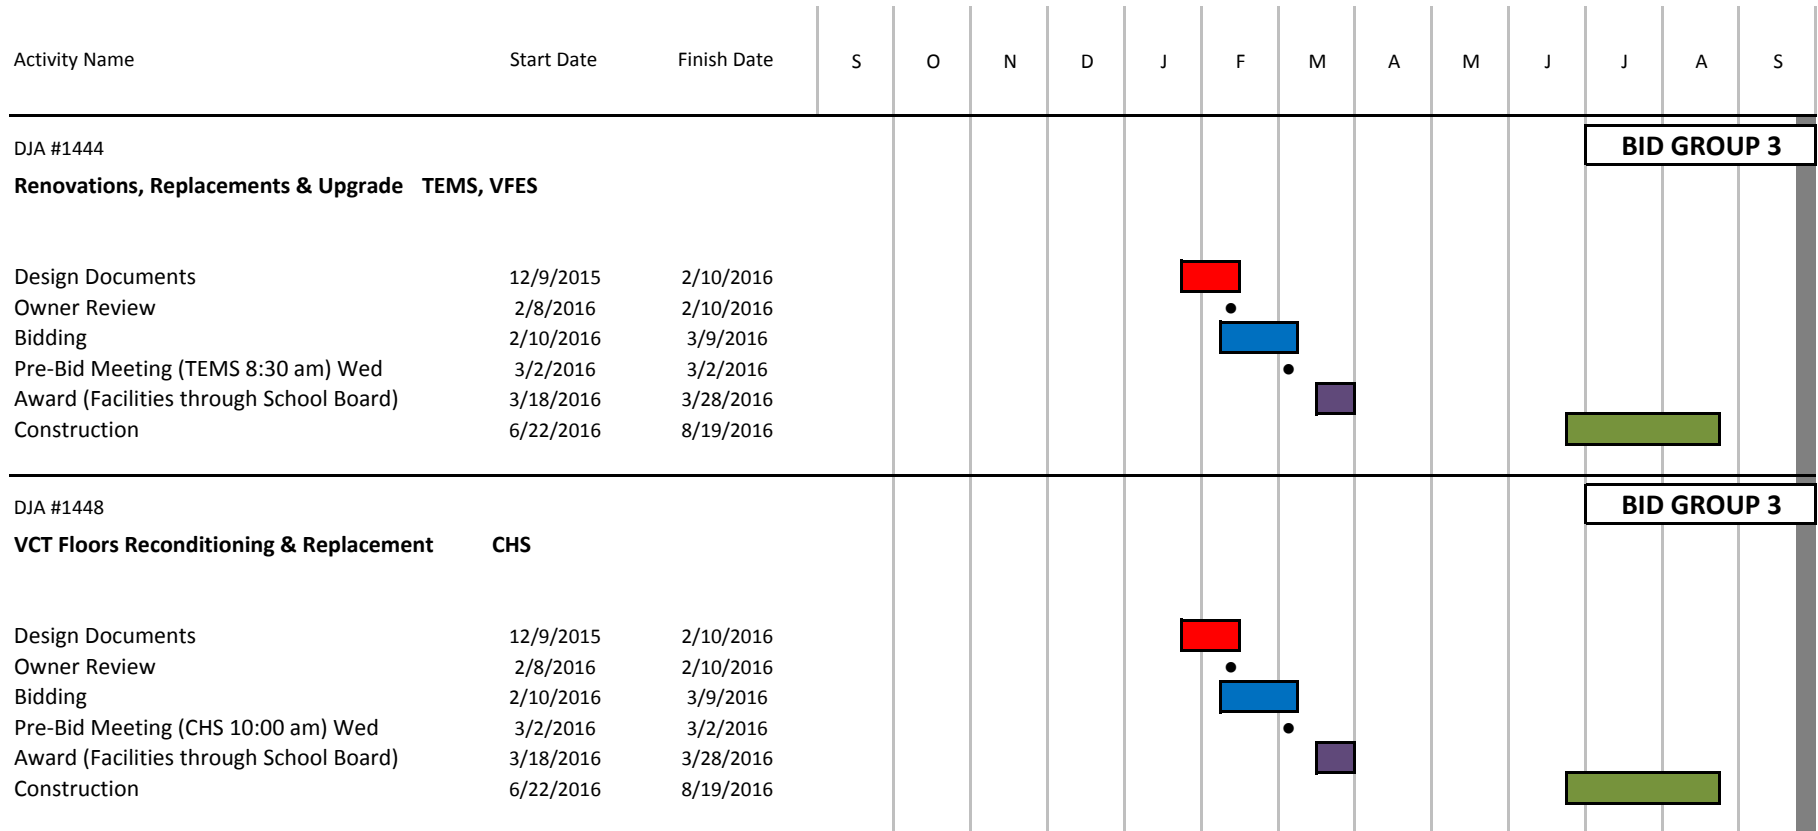 Activity Name Start Date Finish Date S O N D J F M A M J J A S
DJA #1444 BID GROUP 3
Renovations, Replacements & Upgrade TEMS, VFES
Design Documents 12/9/2015 2/10/2016
Owner Review 2/8/2016 2/10/2016
Bidding 2/10/2016 3/9/2016
Pre-Bid Meeting (TEMS 8:30 am) Wed 3/2/2016 3/2/2016
Award (Facilities through School Board) 3/18/2016 3/28/2016
Construction 6/22/2016 8/19/2016
DJA #1448 BID GROUP 3
VCT Floors Reconditioning & Replacement CHS
Design Documents 12/9/2015 2/10/2016
Owner Review 2/8/2016 2/10/2016
Bidding 2/10/2016 3/9/2016
Pre-Bid Meeting (CHS 10:00 am) Wed 3/2/2016 3/2/2016
Award (Facilities through School Board) 3/18/2016 3/28/2016
Construction 6/22/2016 8/19/2016